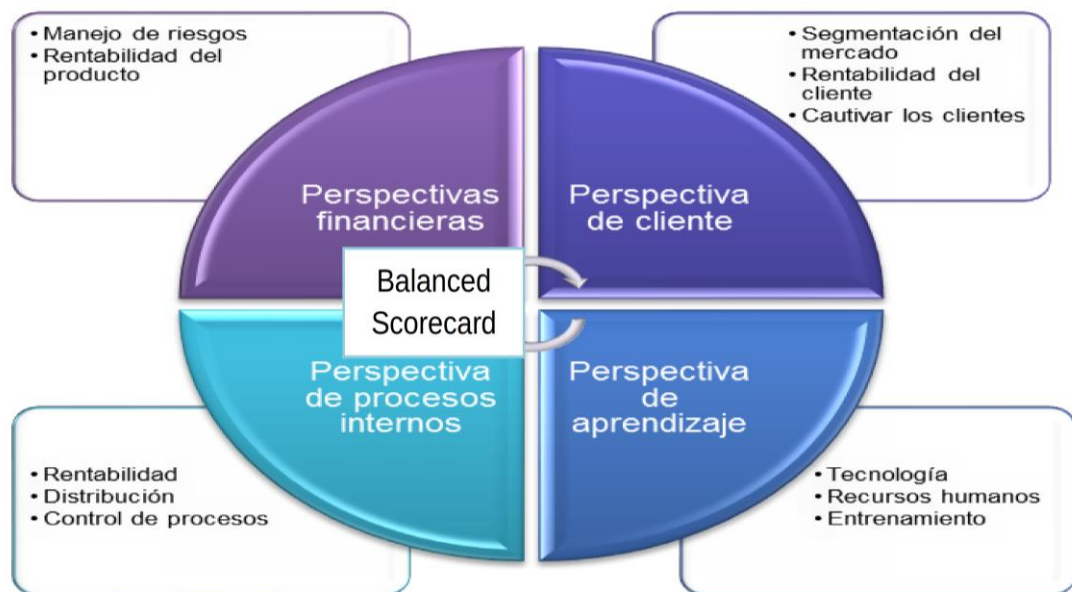 • Manejo de riesgos
• Rentabilidad del
producto
• Segmentación del
mercado
• Rentabilidad del
cliente
• Cautivar los clientes
Perspectivas
financieras
Perspectiva
de cliente
Balanced
Scorecard
Perspectiva
de procesos
internos
Perspectiva
de
aprendizaje
• Rentabilidad
• Distribución
• Control de procesos
• Tecnología
• Recursos humanos
• Entrenamiento